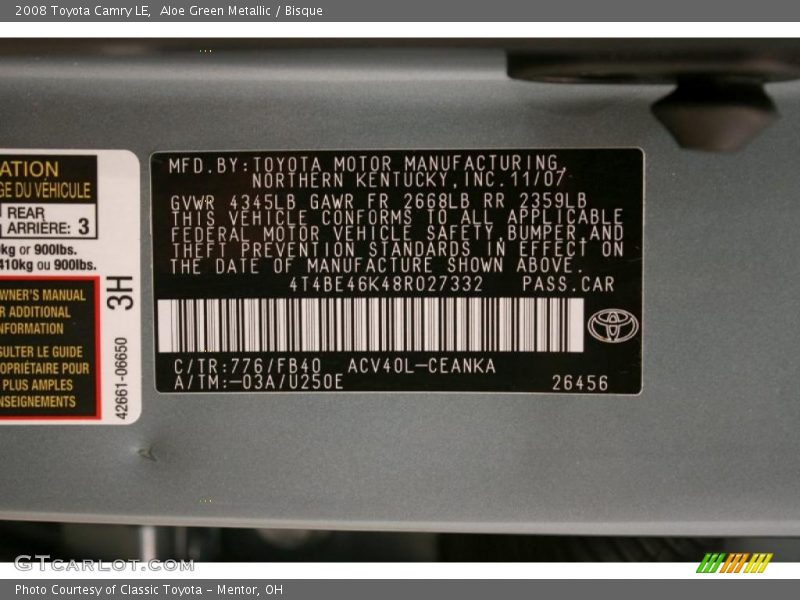 2008 Toyota Camry LE,  Aloe Green Metallic / Bisque
ATION
GE DU VÉHICULE
REAR
ARRIÈRE: 3
kg or 900lbs.
410kg ou 900lbs.
WNER'S MANUAL
R ADDITIONAL
NFORMATION
SULTER LE GUIDE
OPRIÉTAIRE POUR
PLUS AMPLES
NSEIGNEMENTS
3H
42661-06650
MFD.BY:TOYOTA MOTOR MANUFACTURING,
NORTHERN KENTUCKY,INC.11/07
GVWR 4345LB GAWR FR 2668LB RR 2359LB
THIS VEHICLE CONFORMS TO ALL APPLICABLE
FEDERAL MOTOR VEHICLE SAFETY,BUMPER,AND
THEFT PREVENTION STANDARDS IN EFFECT ON
THE DATE OF MANUFACTURE SHOWN ABOVE.
4T4BE46K48R027332 PASS.CAR
C/TR:776/FB40 ACV40L-CEANKA
A/TM:-03A/U250E 26456
GTCARLOT.COM
Photo Courtesy of Classic Toyota - Mentor, OH